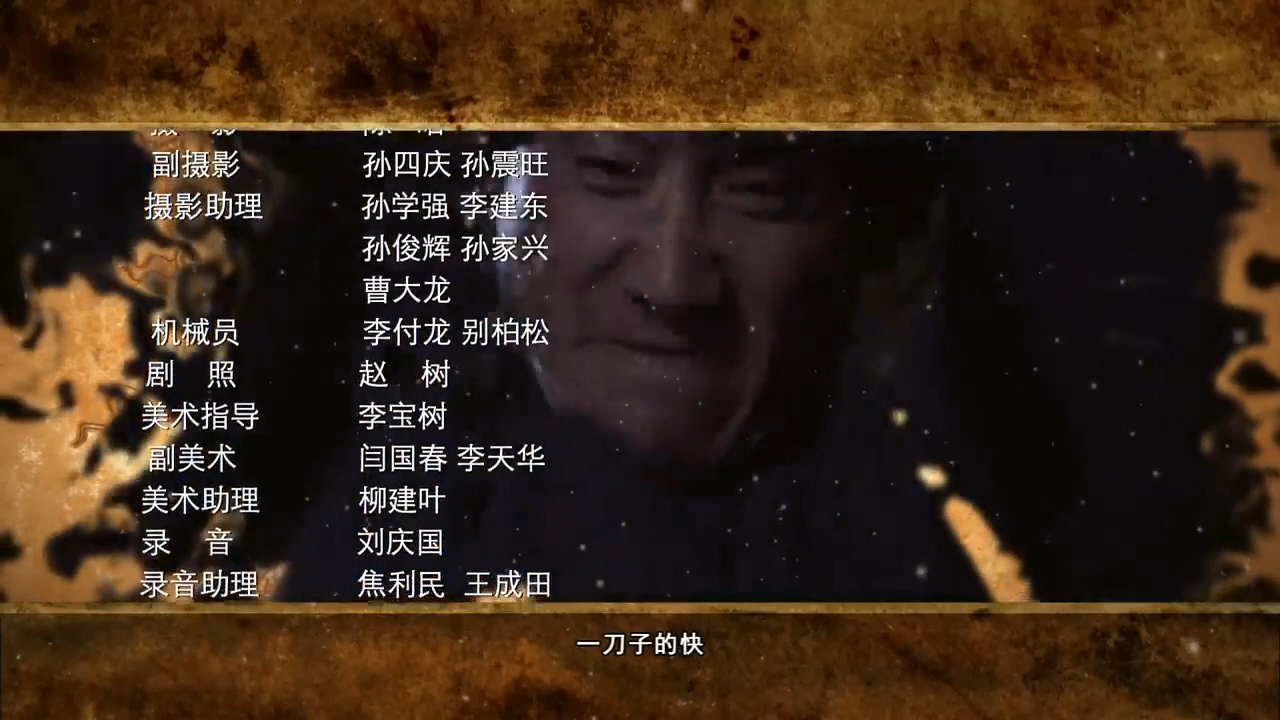 副摄影 孙四庆 孙震旺
摄影助理 孙学强 李建东
孙俊辉 孙家兴
曹大龙
机械员 李付龙 别柏松
剧 照 赵 树
美术指导 李宝树
副美术 闫国春 李天华
美术助理 柳建叶
录 音 刘庆国
录音助理 焦利民 王成田
一刀子的快